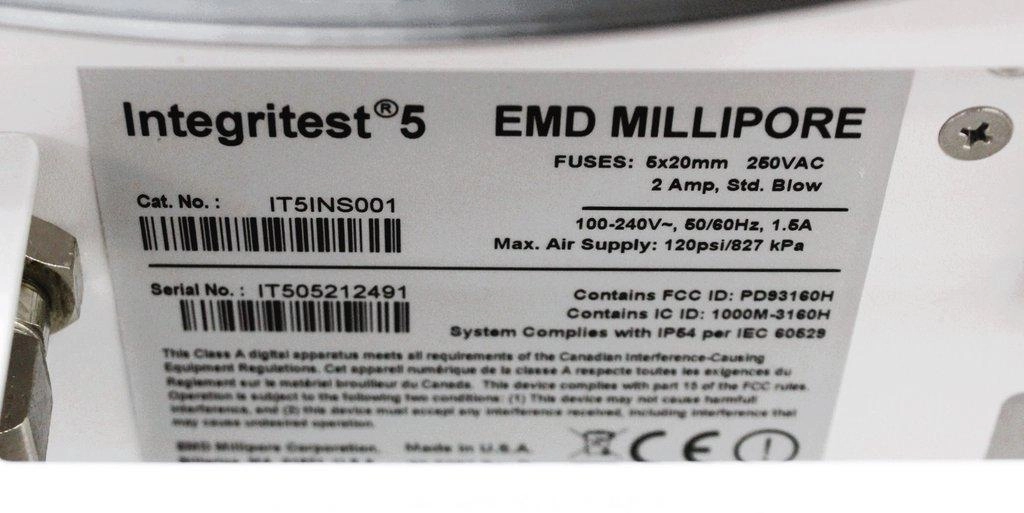 Integritest®5
EMD MILLIPORE
FUSES: 5x20mm 250VAC
2 Amp, Std. Blow
Cat. No. : IT5INS001
100-240V~, 50/60Hz, 1.5A
Max. Air Supply: 120psi/827 kPa
Serial No. : IT505212491
Contains FCC ID: PD93160H
Contains IC ID: 1000M-3160H
System Complies with IP54 per IEC 60529
This Class A digital apparatus meets all requirements of the Canadian Interference-Causing
Equipment Regulations. Cet appareil numérique de la classe A respecte toutes les exigences du
Reglament sur le matériel brouilleur du Canada. This device complies with part 15 of the FCC rules.
Operation is subject to the following two conditions: (1) This device may not cause harmful
interference, and (2) this device must accept any interference received, including interference that
may cause undesired operation.
EMD Millipore Corporation. Made in U.S.A.
CE